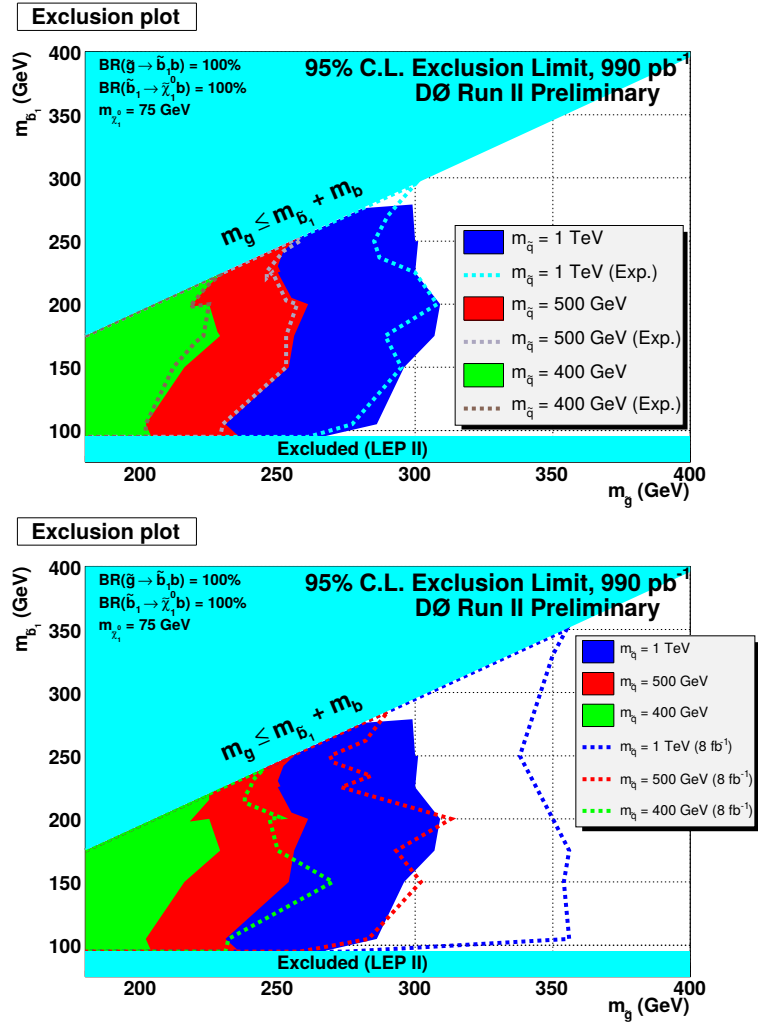 Exclusion plot
BR(g̃ → b̃₁b) = 100%
BR(b̃₁ → χ̃₁⁰b) = 100%
m_χ̃₁⁰ = 75 GeV
95% C.L. Exclusion Limit, 990 pb⁻¹
DØ Run II Preliminary
m_b̃₁ (GeV)
400
350
300
250
200
150
100
m_g̃ ≤ m_b̃₁ + m_b
m_q̃ = 1 TeV
m_q̃ = 1 TeV (Exp.)
m_q̃ = 500 GeV
m_q̃ = 500 GeV (Exp.)
m_q̃ = 400 GeV
m_q̃ = 400 GeV (Exp.)
Excluded (LEP II)
200 250 300 350 400
m_g̃ (GeV)
Exclusion plot
BR(g̃ → b̃₁b) = 100%
BR(b̃₁ → χ̃₁⁰b) = 100%
m_χ̃₁⁰ = 75 GeV
95% C.L. Exclusion Limit, 990 pb⁻¹
DØ Run II Preliminary
m_b̃₁ (GeV)
400
350
300
250
200
150
100
m_g̃ ≤ m_b̃₁ + m_b
m_q̃ = 1 TeV
m_q̃ = 500 GeV
m_q̃ = 400 GeV
m_q̃ = 1 TeV (8 fb⁻¹)
m_q̃ = 500 GeV (8 fb⁻¹)
m_q̃ = 400 GeV (8 fb⁻¹)
Excluded (LEP II)
200 250 300 350 400
m_g̃ (GeV)